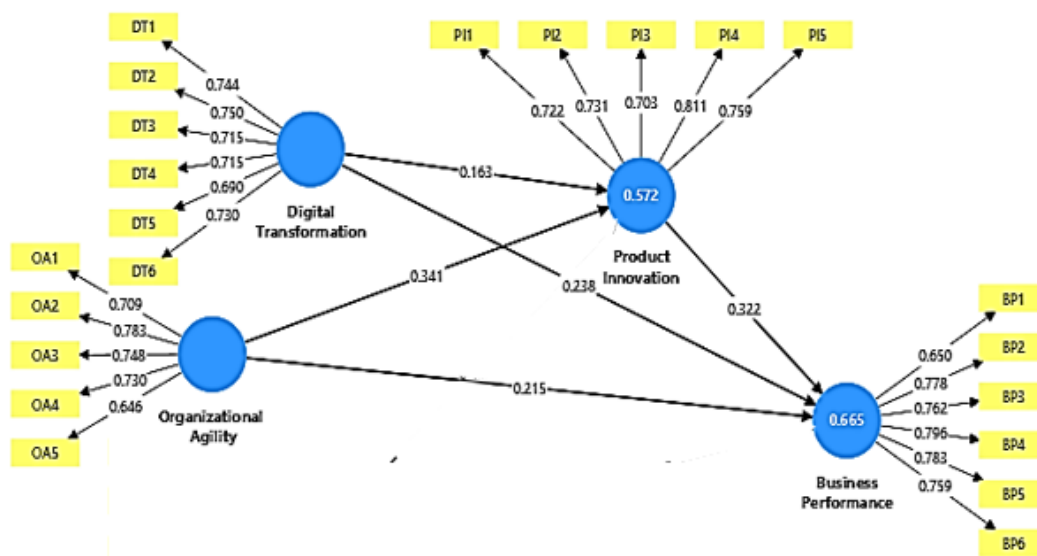 DT1
DT2
DT3
DT4
DT5
DT6
0.744
0.750
0.715
0.715
0.690
0.730
Digital
Transformation
PI1
PI2
PI3
PI4
PI5
0.722
0.731
0.703
0.811
0.759
0.572
Product
Innovation
0.163
0.341
0.238
0.322
0.215
OA1
OA2
OA3
OA4
OA5
0.709
0.783
0.748
0.730
0.646
Organizational
Agility
BP1
BP2
BP3
BP4
BP5
BP6
0.650
0.778
0.762
0.796
0.783
0.759
0.665
Business
Performance